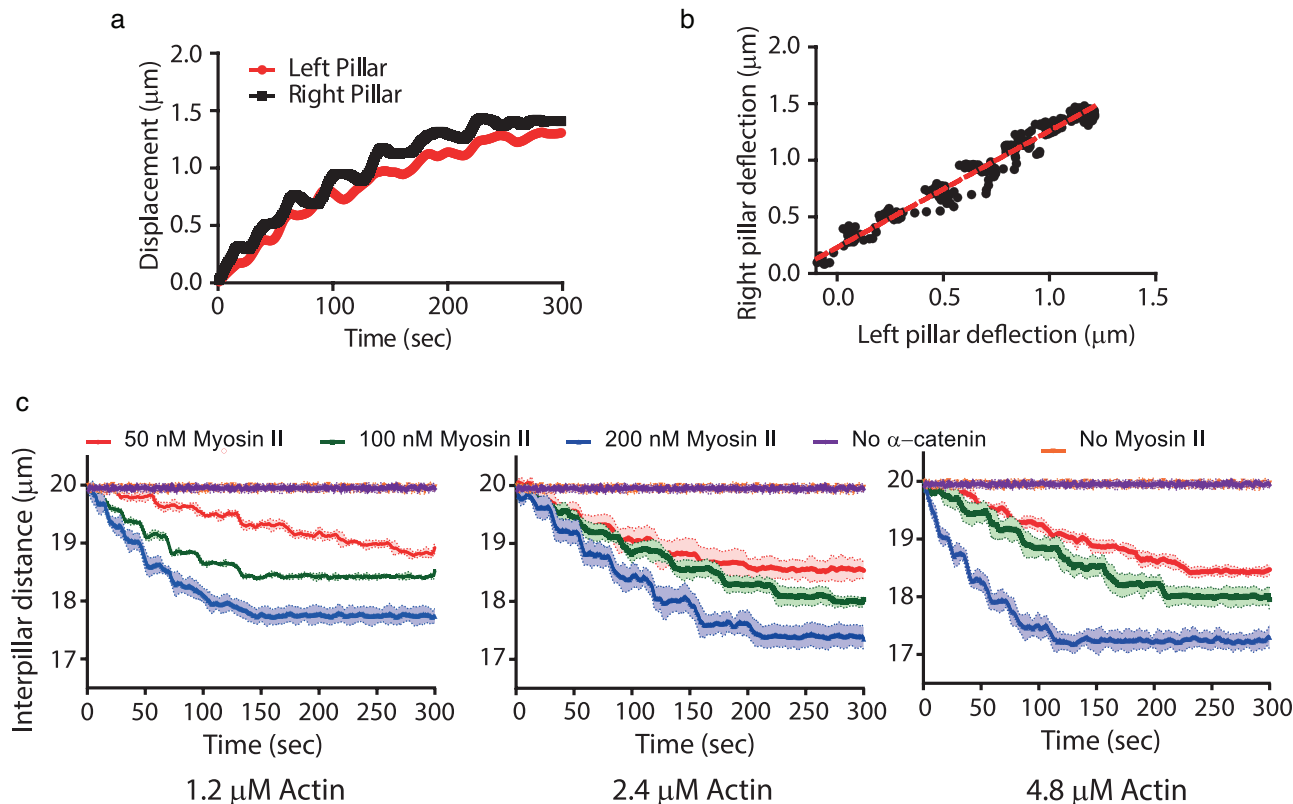 a
Displacement (μm)
2.0
1.5
1.0
0.5
0.0
Left Pillar
Right Pillar
0 100 200 300
Time (sec)
b
Right pillar deflection (μm)
2.0
1.5
1.0
0.5
0.0
0.0 0.5 1.0 1.5
Left pillar deflection (μm)
c
50 nM Myosin II 100 nM Myosin II 200 nM Myosin II No α−catenin No Myosin II
Interpillar distance (μm)
20
19
18
17
0 50 100 150 200 250 300
Time (sec)
1.2 μM Actin
20
19
18
17
0 50 100 150 200 250 300
Time (sec)
2.4 μM Actin
20
19
18
17
0 50 100 150 200 250 300
Time (sec)
4.8 μM Actin